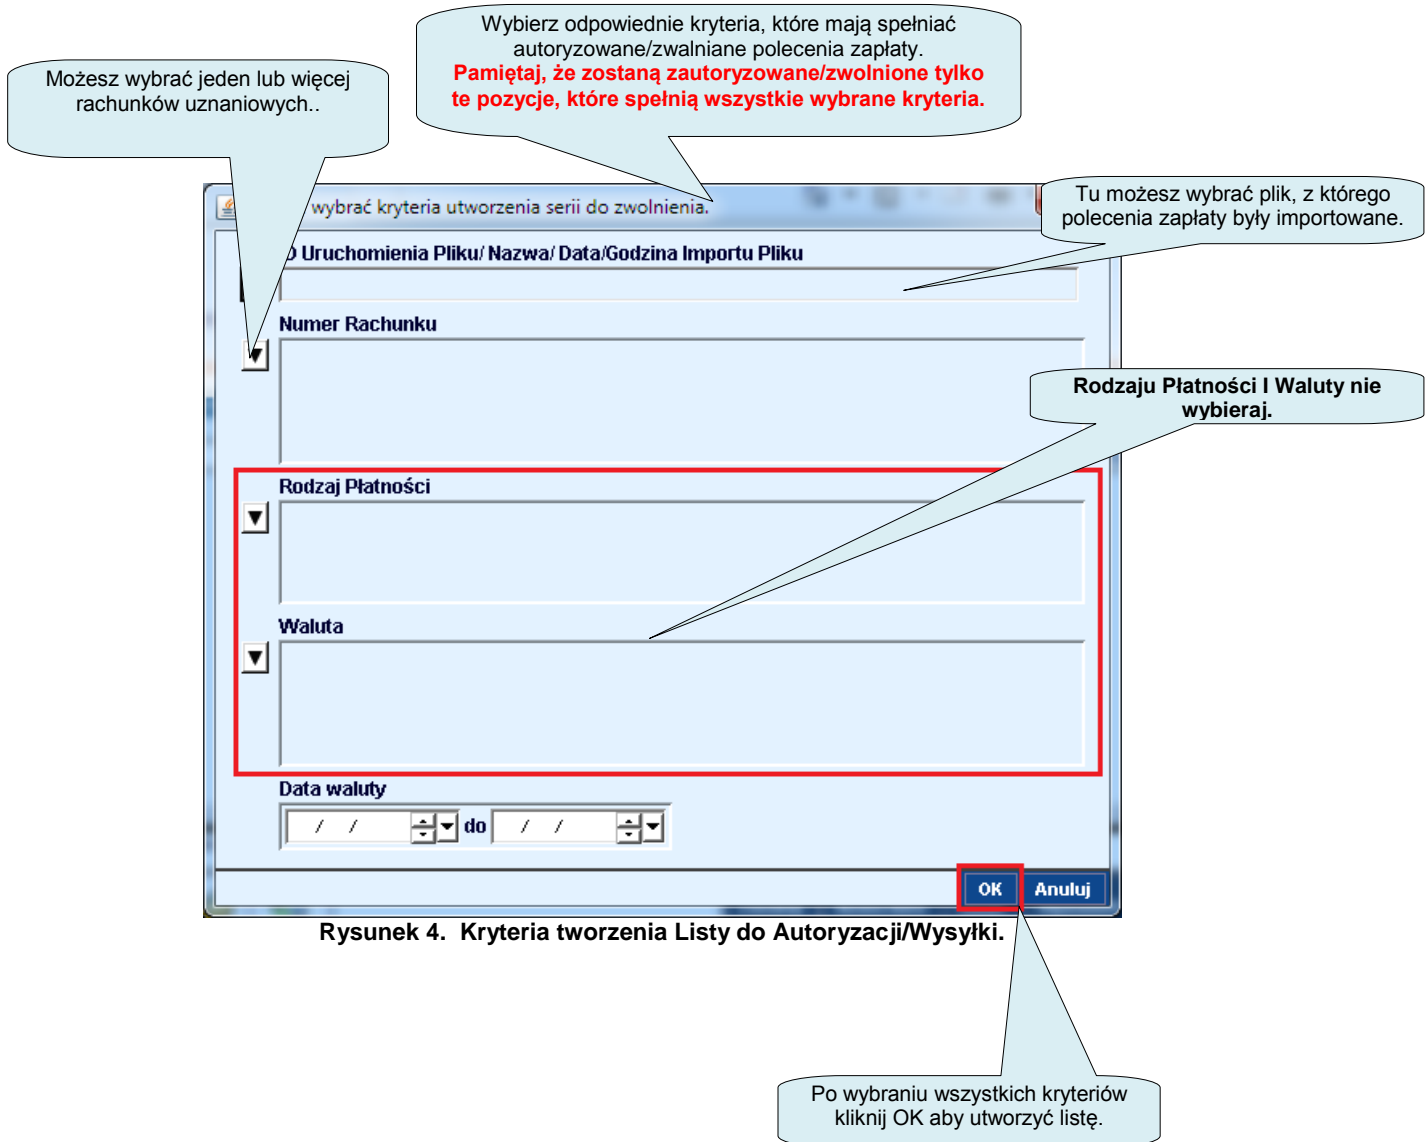 Wybierz odpowiednie kryteria, które mają spełniać
autoryzowane/zwalniane polecenia zapłaty.
Pamiętaj, że zostaną zautoryzowane/zwolnione tylko
te pozycje, które spełnią wszystkie wybrane kryteria.
Możesz wybrać jeden lub więcej
rachunków uznaniowych..
Tu możesz wybrać plik, z którego
polecenia zapłaty były importowane.
wybrać kryteria utworzenia serii do zwolnienia.
Uruchomienia Pliku/ Nazwa/ Data/Godzina Importu Pliku
Numer Rachunku
Rodzaju Płatności I Waluty nie
wybieraj.
Rodzaj Płatności
Waluta
Data waluty
/ / do / /
OK Anuluj
Rysunek 4. Kryteria tworzenia Listy do Autoryzacji/Wysyłki.
Po wybraniu wszystkich kryteriów
kliknij OK aby utworzyć listę.